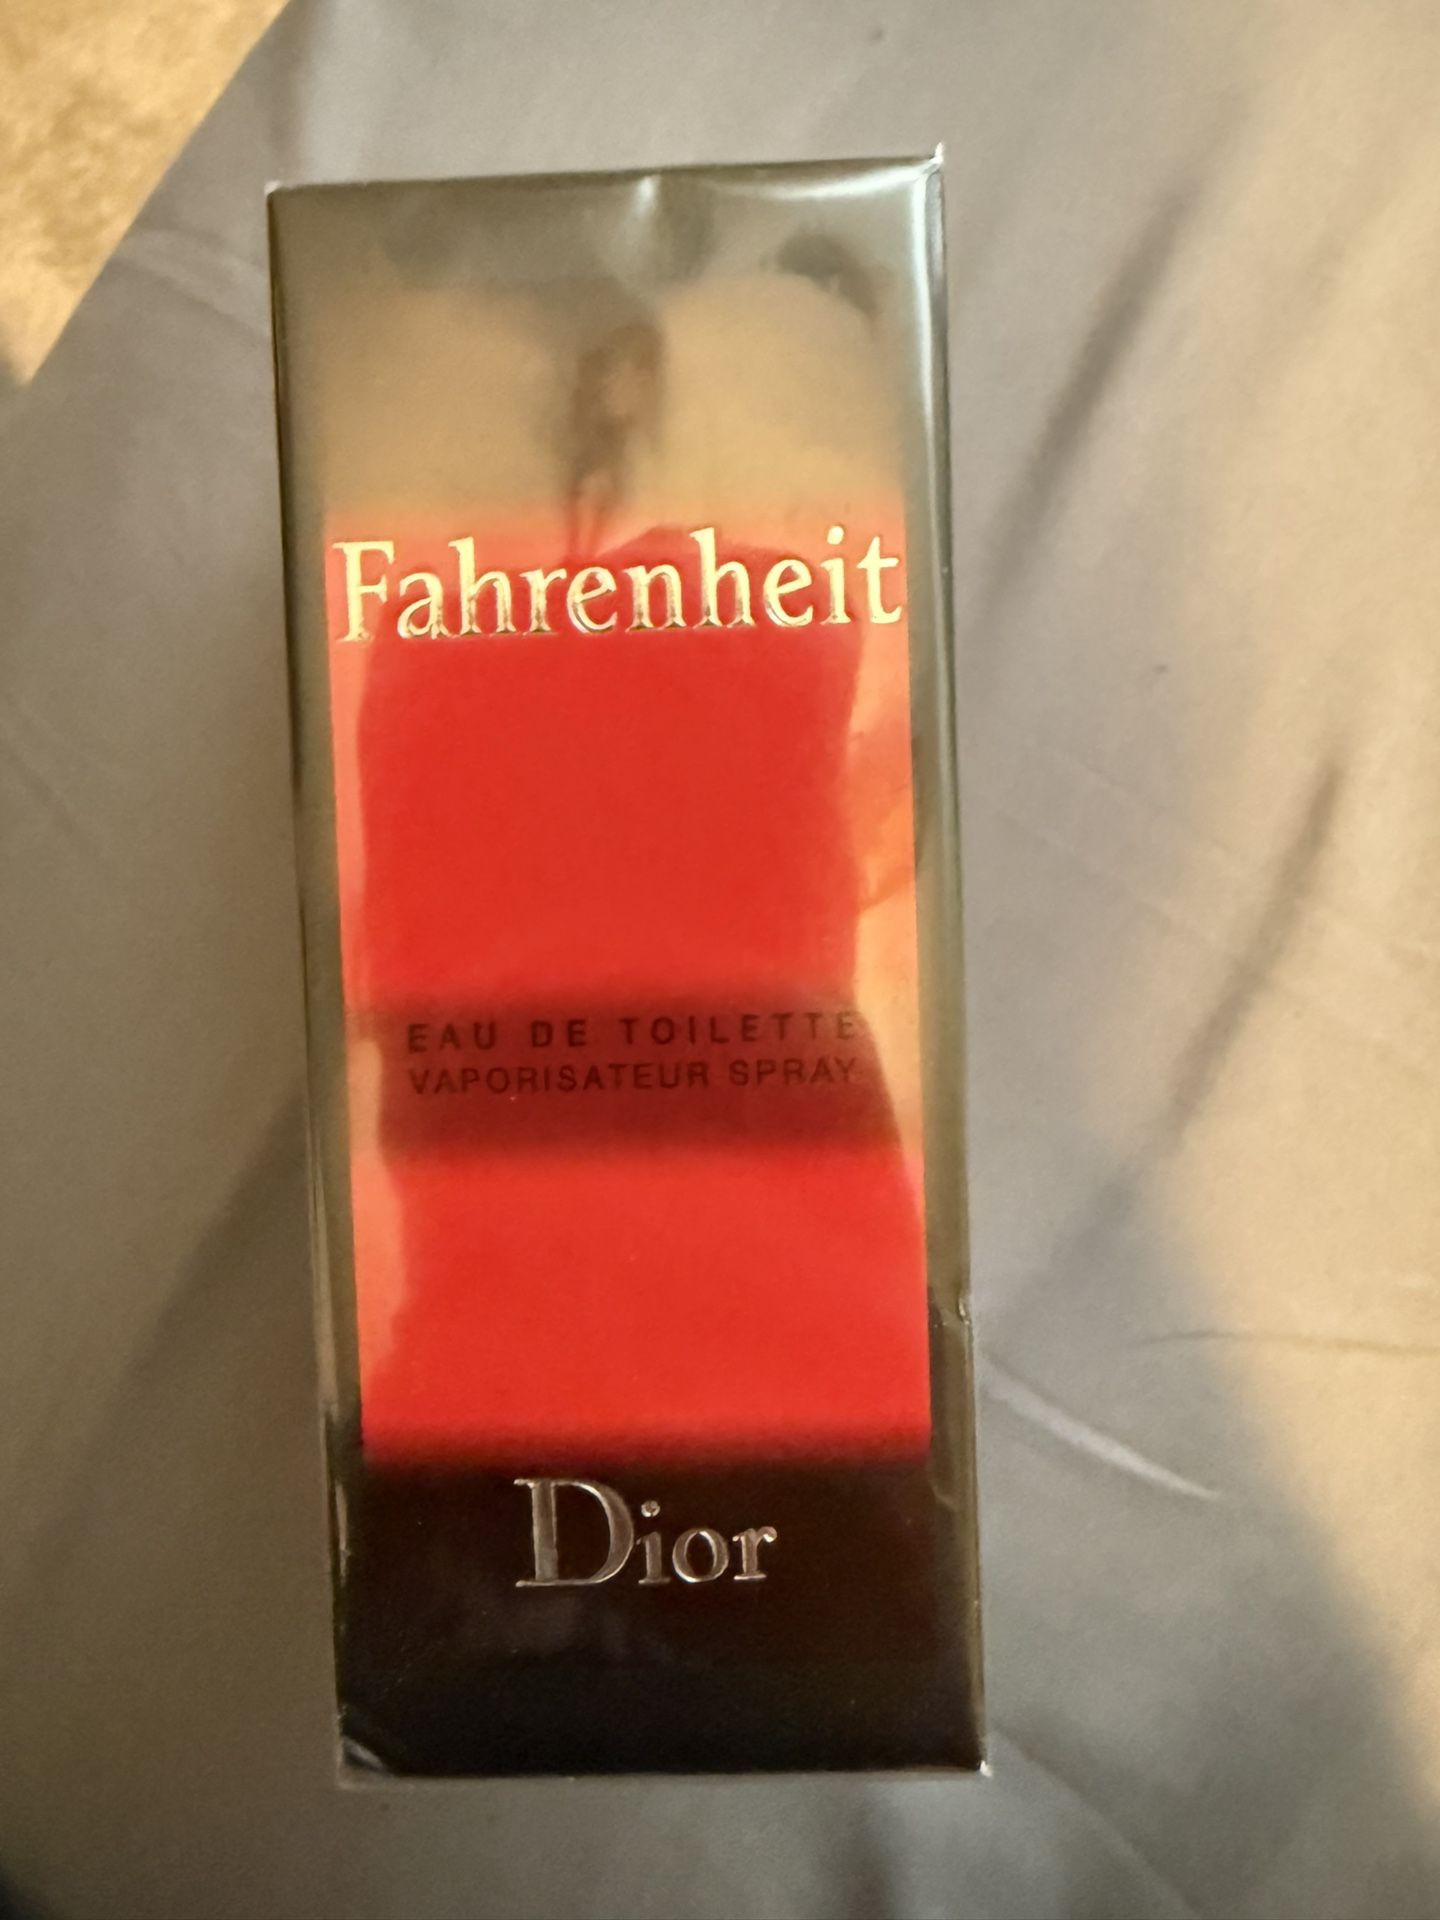 Fahrenheit
EAU DE TOILETTE
VAPORISATEUR SPRAY
Dior